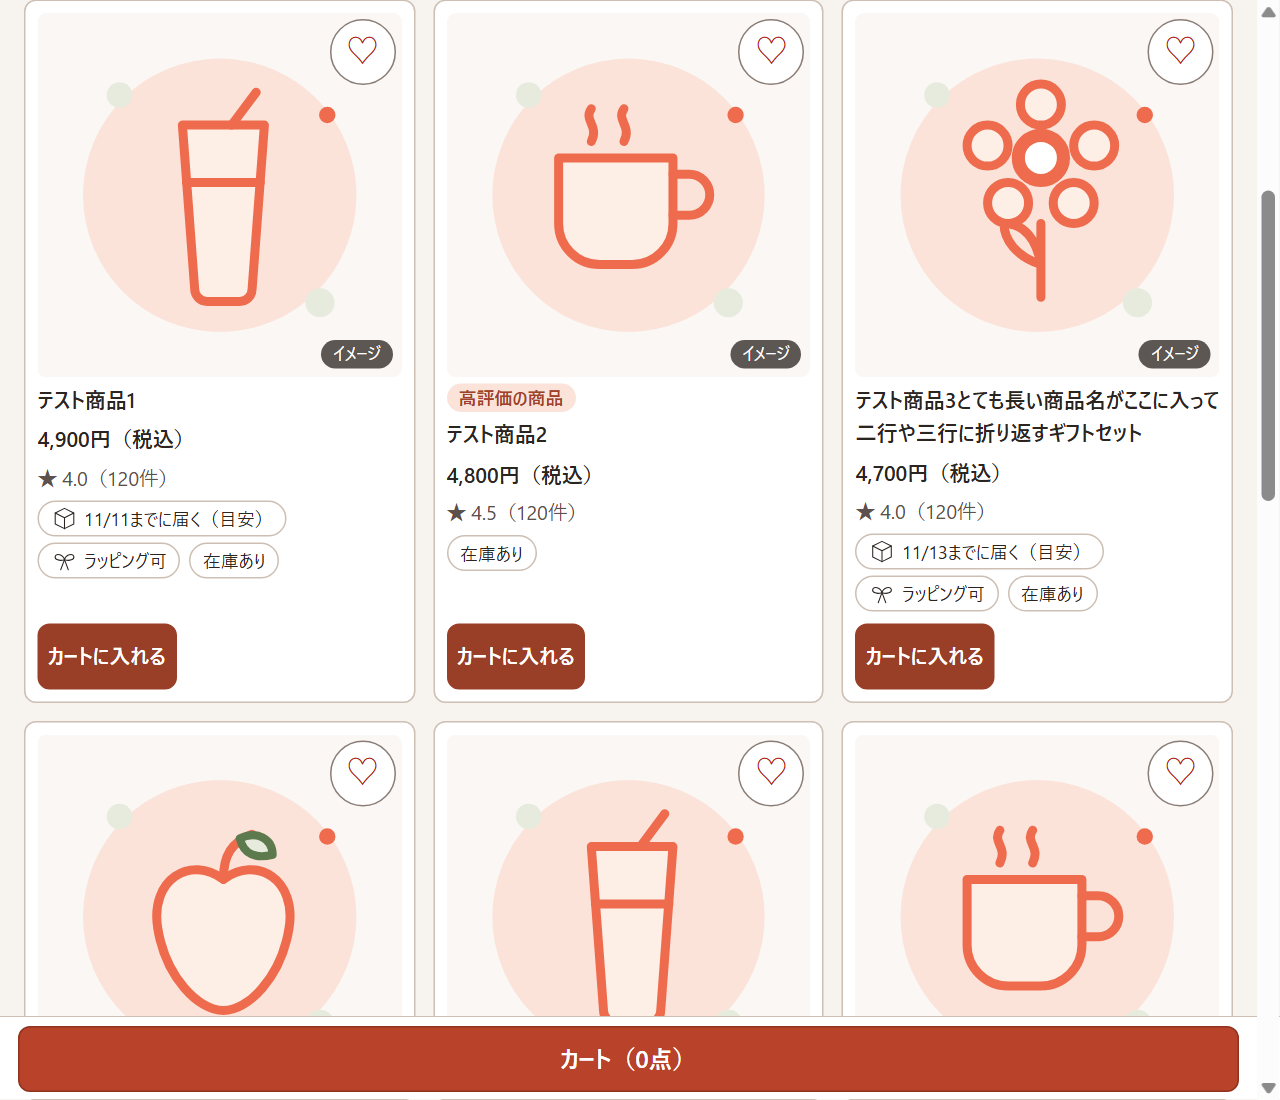 イメージ
テスト商品1
4,900円（税込）
★ 4.0（120件）
11/11までに届く（目安）
ラッピング可
在庫あり
カートに入れる
イメージ
高評価の商品
テスト商品2
4,800円（税込）
★ 4.5（120件）
在庫あり
カートに入れる
イメージ
テスト商品3とても長い商品名がここに入って
二行や三行に折り返すギフトセット
4,700円（税込）
★ 4.0（120件）
11/13までに届く（目安）
ラッピング可
在庫あり
カートに入れる
カート（0点）